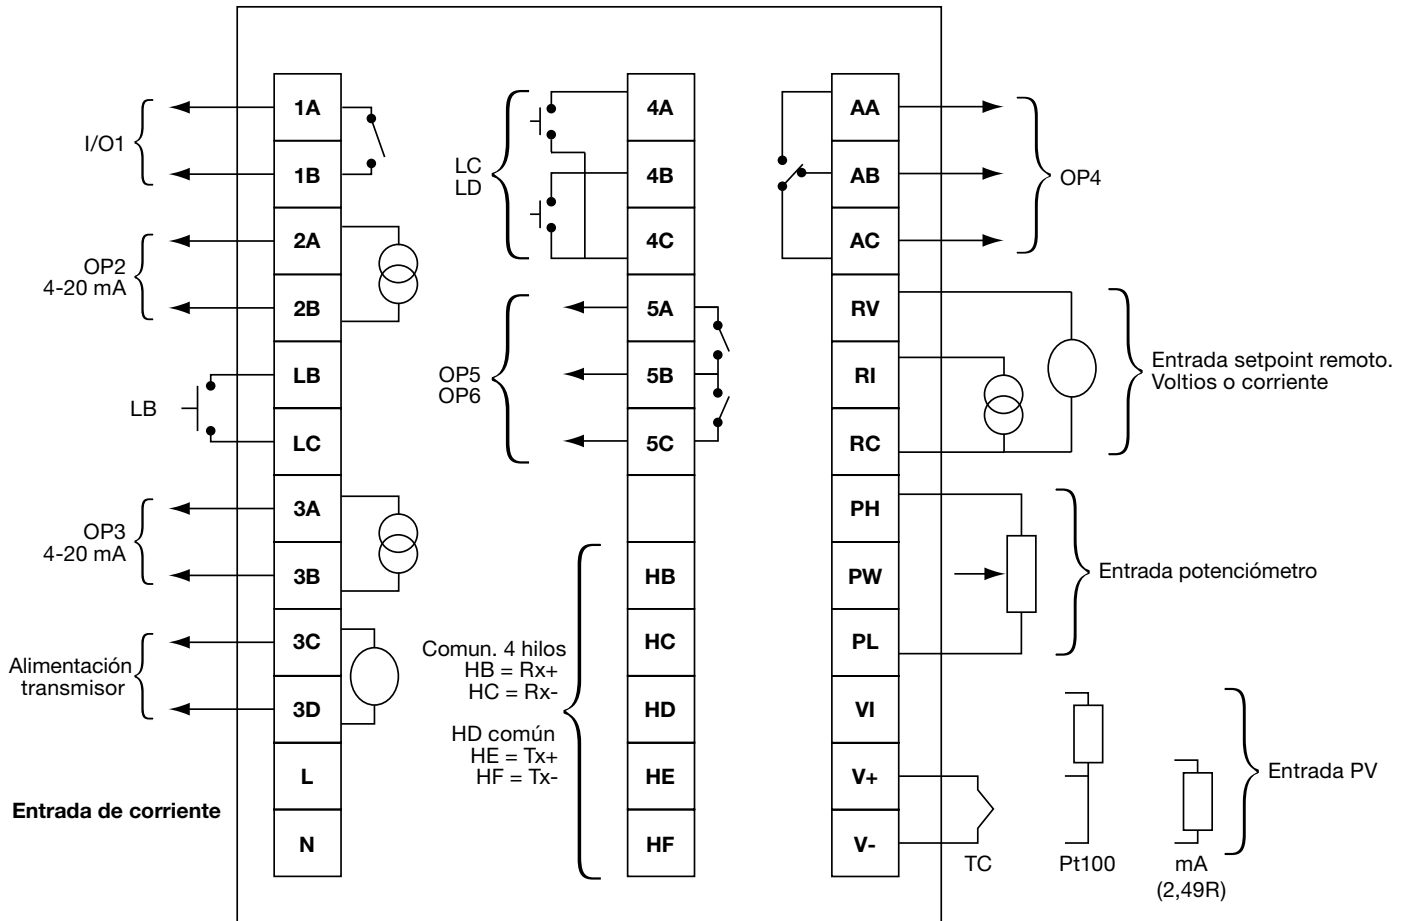 I/O1
OP2
4-20 mA
LB
OP3
4-20 mA
Alimentación
transmisor
Entrada de corriente
1A
1B
2A
2B
LB
LC
3A
3B
3C
3D
L
N
LC
LD
OP5
OP6
Comun. 4 hilos
HB = Rx+
HC = Rx-
HD común
HE = Tx+
HF = Tx-
4A
4B
4C
5A
5B
5C
HB
HC
HD
HE
HF
AA
AB
AC
RV
RI
RC
PH
PW
PL
VI
V+
V-
OP4
Entrada setpoint remoto.
Voltios o corriente
Entrada potenciómetro
Entrada PV
TC
Pt100
mA
(2,49R)